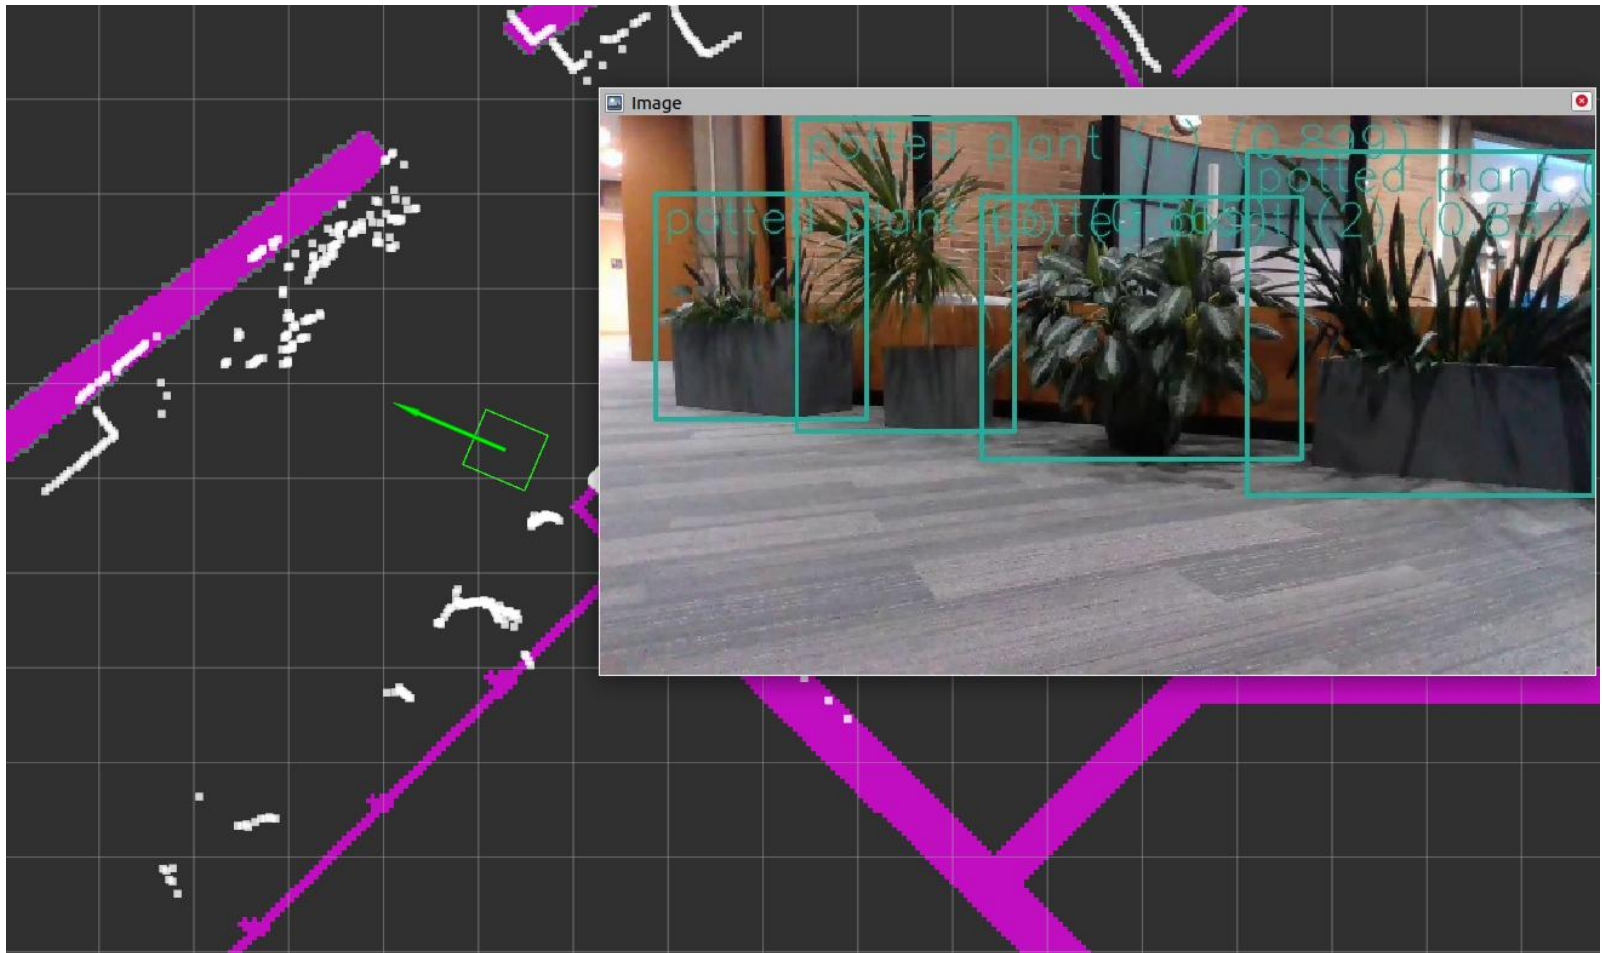 Image
potted plant (1) (0.899)
potted plant (
potted plant
potted plant (2) (0.832)